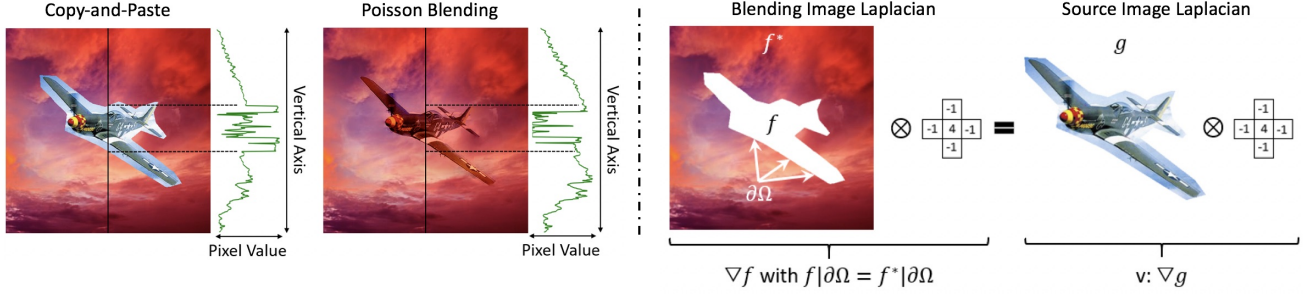 Copy-and-Paste
Poisson Blending
Blending Image Laplacian
Source Image Laplacian
Vertical Axis
Pixel Value
Vertical Axis
Pixel Value
f*
f
∂Ω
g
⊗
-1
-1 4 -1
-1
=
⊗
-1
-1 4 -1
-1
∇f with f|∂Ω = f*|∂Ω
v: ∇g